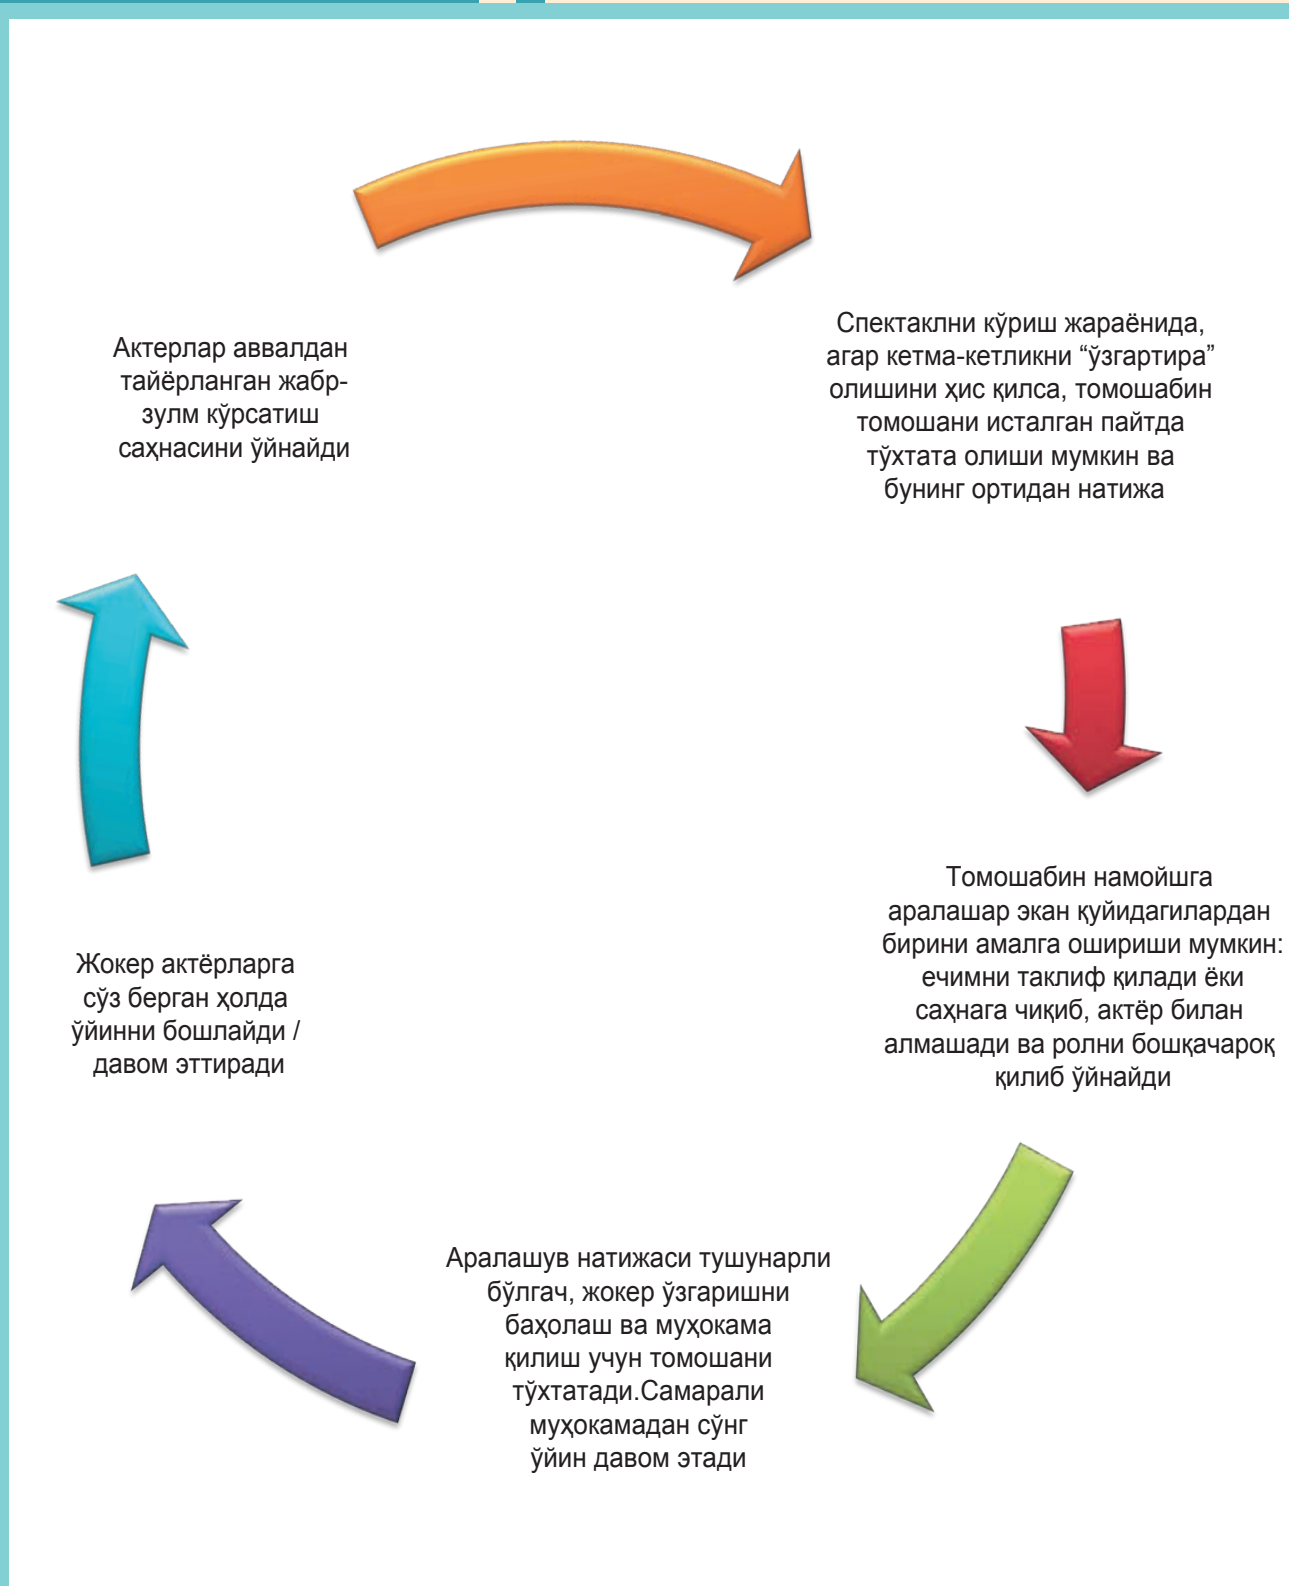 Актерлар аввалдан
тайёрланган жабр-
зулм кўрсатиш
саҳнасини ўйнайди
Спектаклни кўриш жараёнида,
агар кетма-кетликни “ўзгартира”
олишини ҳис қилса, томошабин
томошани исталган пайтда
тўхтата олиши мумкин ва
бунинг ортидан натижа
Томошабин намойшга
аралашар экан қуйидагилардан
бирини амалга ошириши мумкин:
ечимни таклиф қилади ёки
саҳнага чиқиб, актёр билан
алмашади ва ролни бошқачароқ
қилиб ўйнайди
Аралашув натижаси тушунарли
бўлгач, жокер ўзгаришни
баҳолаш ва муҳокама
қилиш учун томошани
тўхтатади.Самарали
муҳокамадан сўнг
ўйин давом этади
Жокер актёрларга
сўз берган ҳолда
ўйинни бошлайди /
давом эттиради